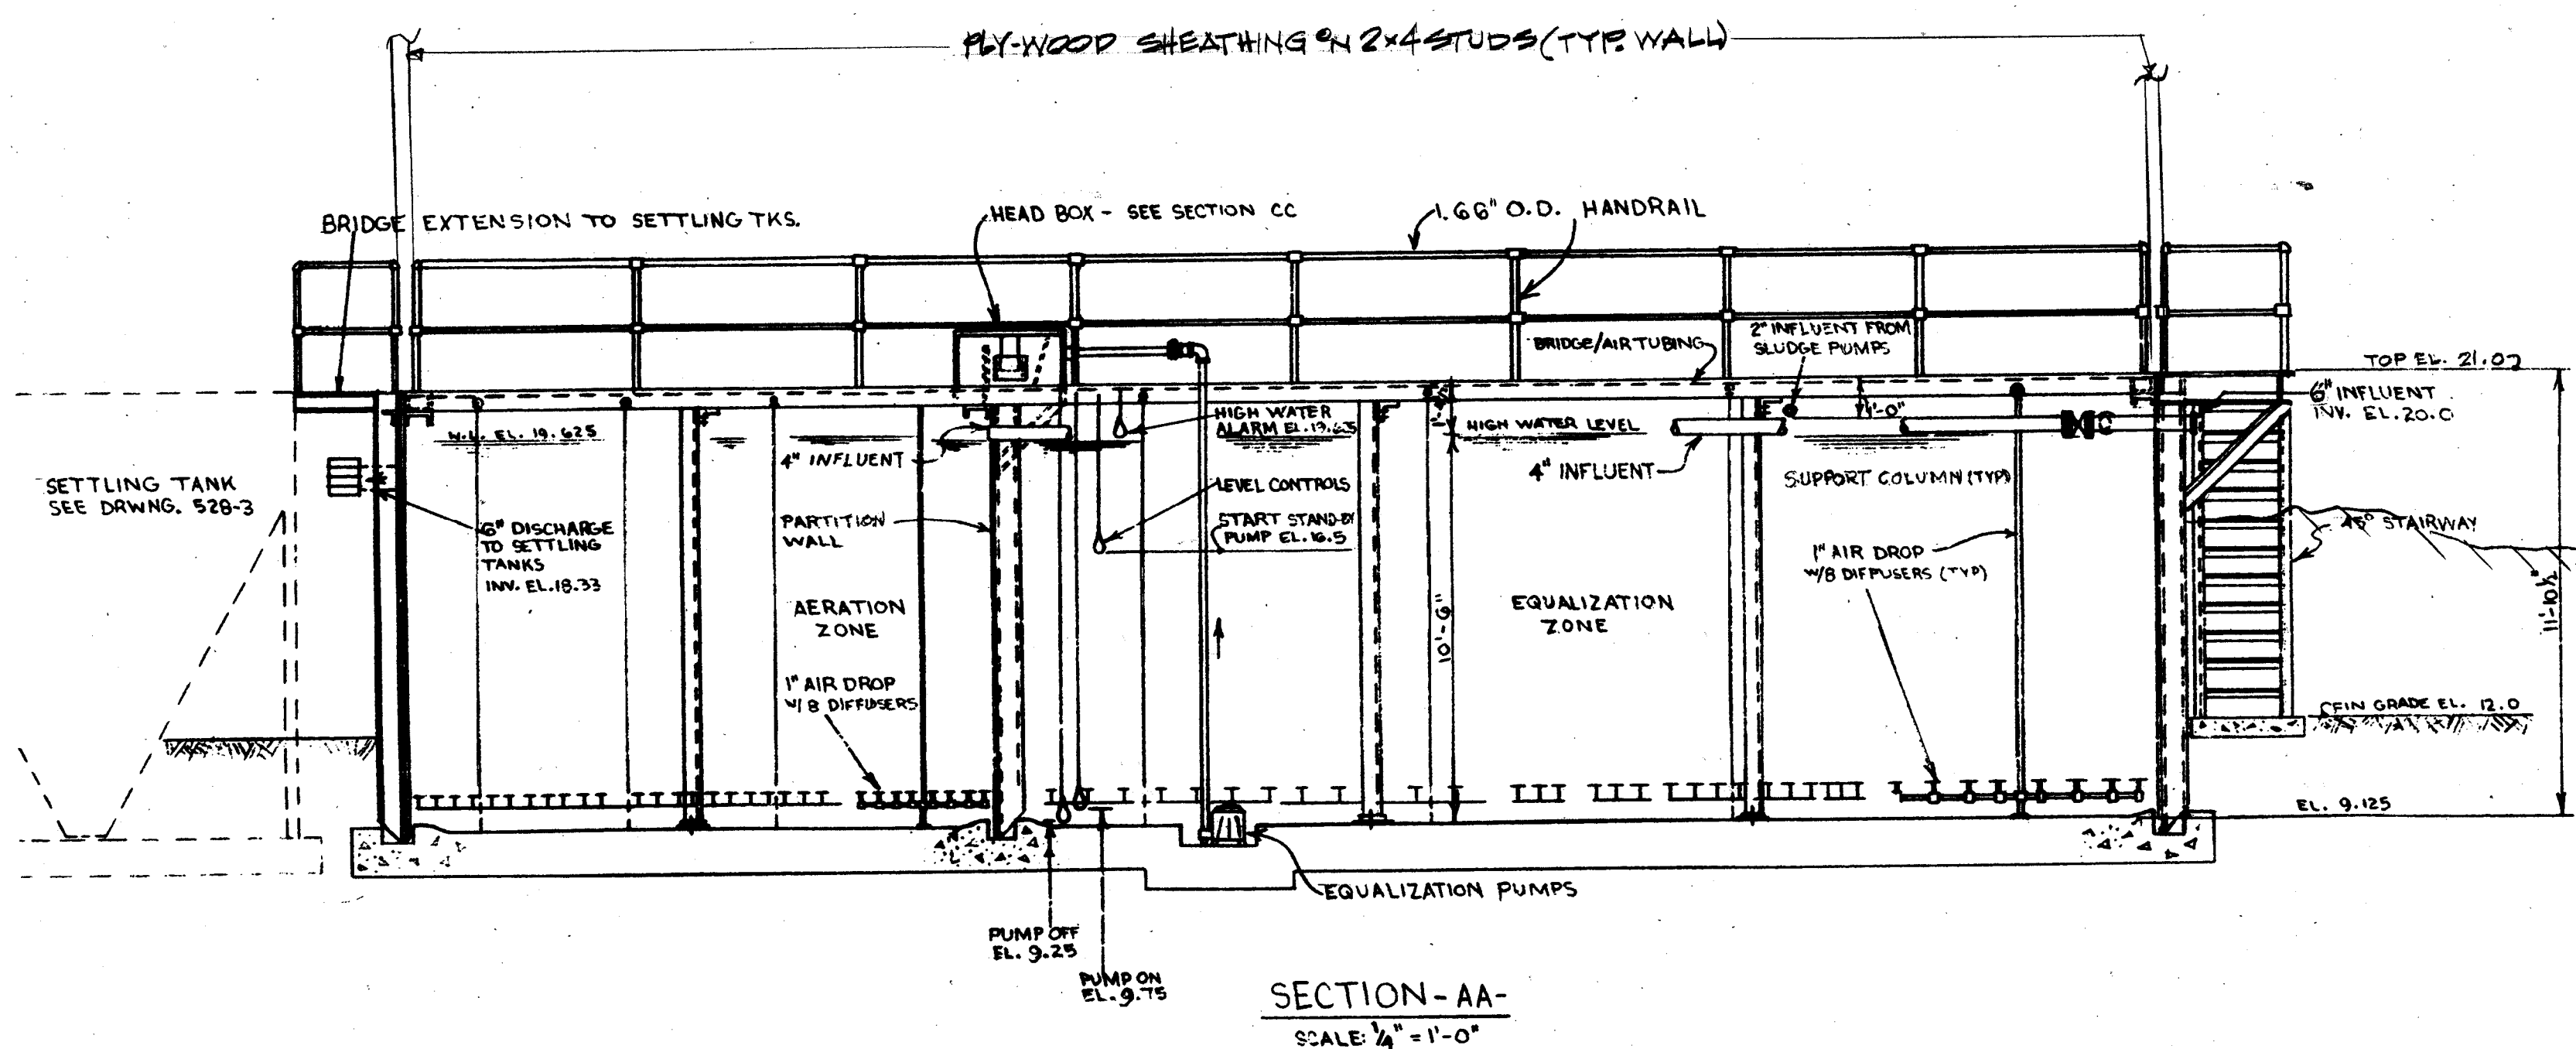 PLY-WOOD SHEATHING ON 2x4 STUDS (TYP. WALL)
BRIDGE EXTENSION TO SETTLING TKS.
HEAD BOX - SEE SECTION CC
1.66" O.D. HANDRAIL
BRIDGE/AIR TUBING
2" INFLUENT FROM
SLUDGE PUMPS
TOP EL. 21.02
6" INFLUENT
INV. EL. 20.0
1'-0"
W.L. EL. 19.625
HIGH WATER
ALARM EL.
HIGH WATER LEVEL
4" INFLUENT
4" INFLUENT
SUPPORT COLUMN (TYP)
SETTLING TANK
SEE DRWNG. 528-3
LEVEL CONTROLS
6" DISCHARGE
TO SETTLING
TANKS
INV. EL. 18.33
PARTITION
WALL
START STAND-BY
PUMP EL. 16.5
45° STAIRWAY
1" AIR DROP
W/8 DIFFUSERS (TYP)
AERATION
ZONE
EQUALIZATION
ZONE
10'-6"
11'-10½"
1" AIR DROP
W/ 8 DIFFUSERS
FIN GRADE EL. 12.0
EL. 9.125
EQUALIZATION PUMPS
PUMP OFF
EL. 9.25
PUMP ON
EL. 9.75
SECTION - AA-
SCALE: ¼" = 1'-0"